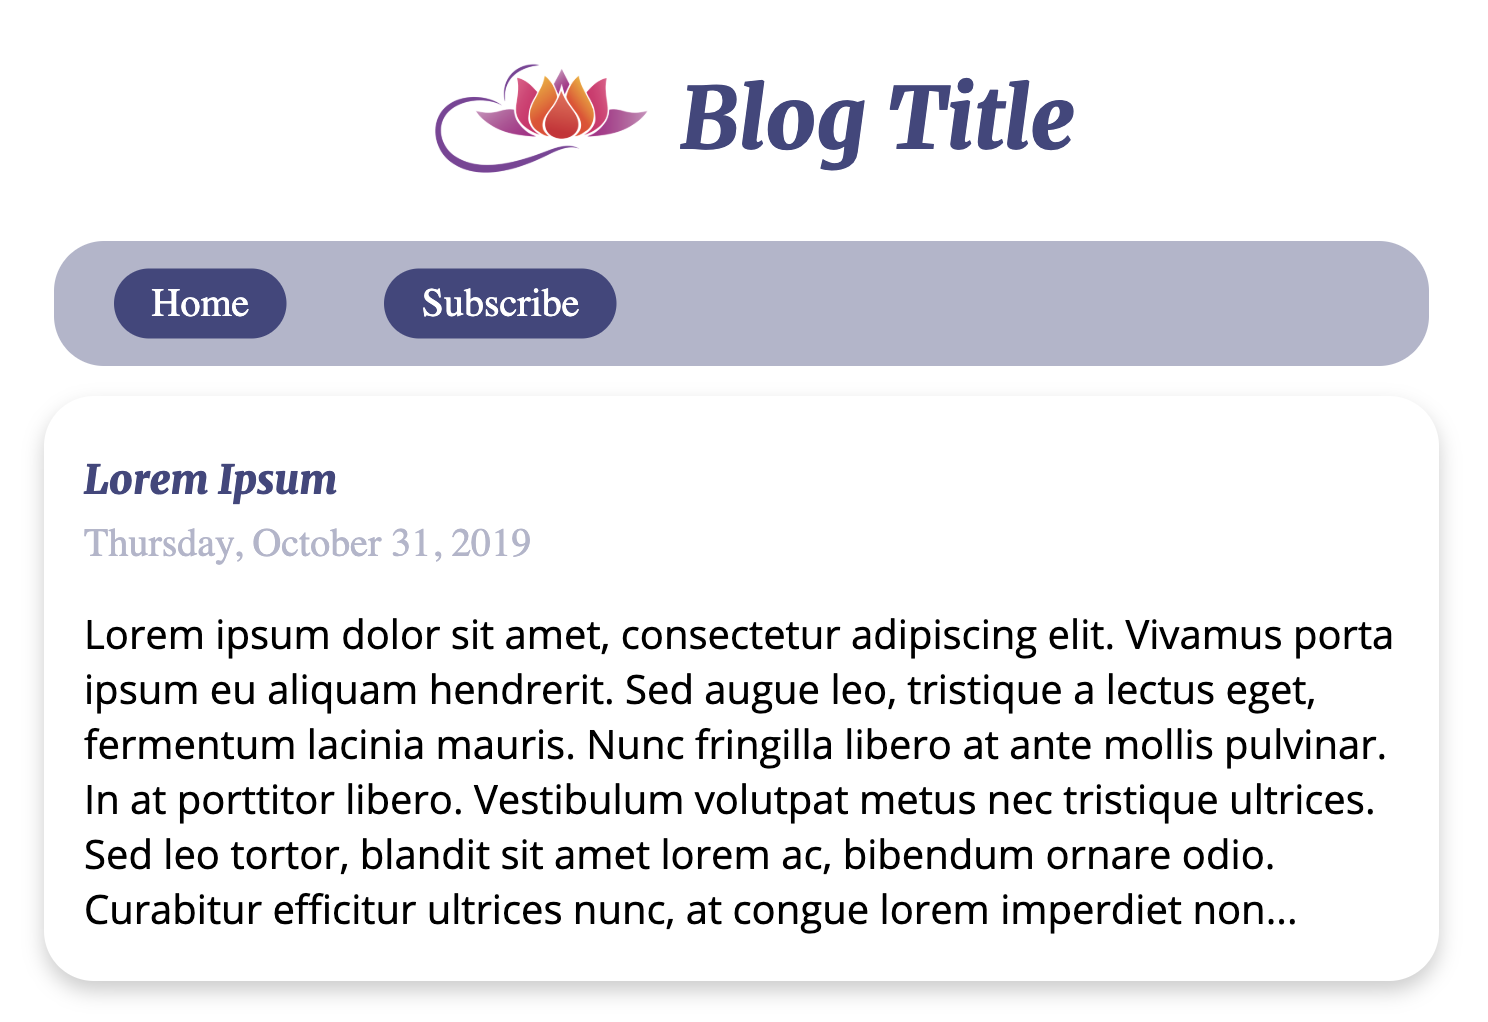 Blog Title
Home
Subscribe
Lorem Ipsum
Thursday, October 31, 2019
Lorem ipsum dolor sit amet, consectetur adipiscing elit. Vivamus porta
ipsum eu aliquam hendrerit. Sed augue leo, tristique a lectus eget,
fermentum lacinia mauris. Nunc fringilla libero at ante mollis pulvinar.
In at porttitor libero. Vestibulum volutpat metus nec tristique ultrices.
Sed leo tortor, blandit sit amet lorem ac, bibendum ornare odio.
Curabitur efficitur ultrices nunc, at congue lorem imperdiet non...